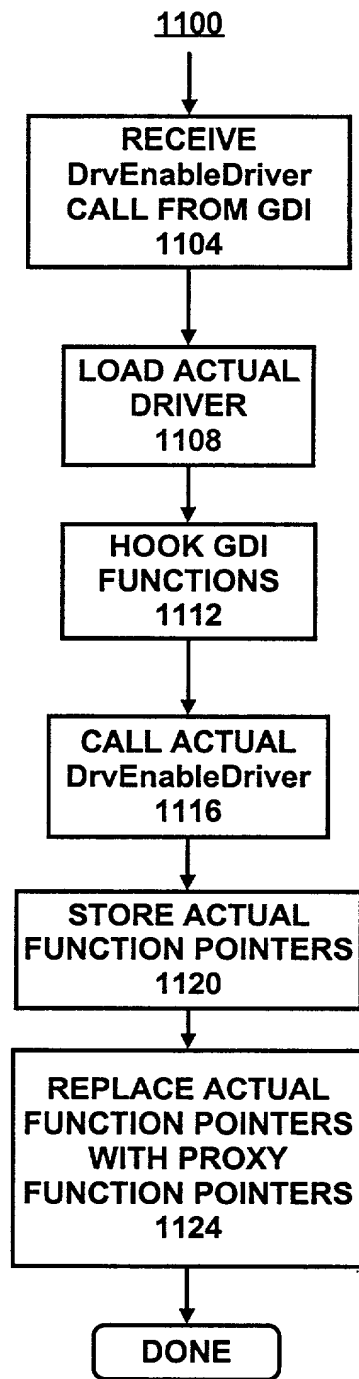 1100
RECEIVE
DrvEnableDriver
CALL FROM GDI
1104
LOAD ACTUAL
DRIVER
1108
HOOK GDI
FUNCTIONS
1112
CALL ACTUAL
DrvEnableDriver
1116
STORE ACTUAL
FUNCTION POINTERS
1120
REPLACE ACTUAL
FUNCTION POINTERS
WITH PROXY
FUNCTION POINTERS
1124
DONE